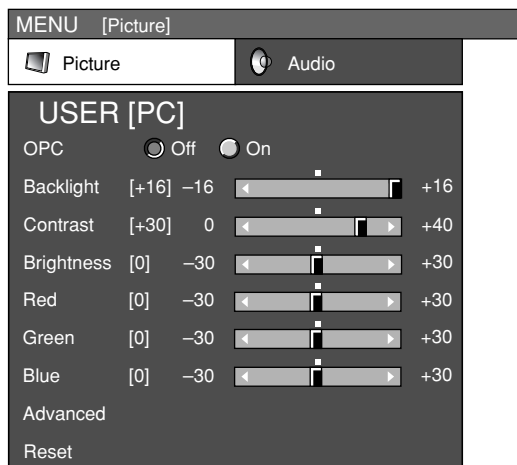 MENU [Picture]
Picture Audio
USER [PC]
OPC Off On
Backlight [+16] –16 +16
Contrast [+30] 0 +40
Brightness [0] –30 +30
Red [0] –30 +30
Green [0] –30 +30
Blue [0] –30 +30
Advanced
Reset